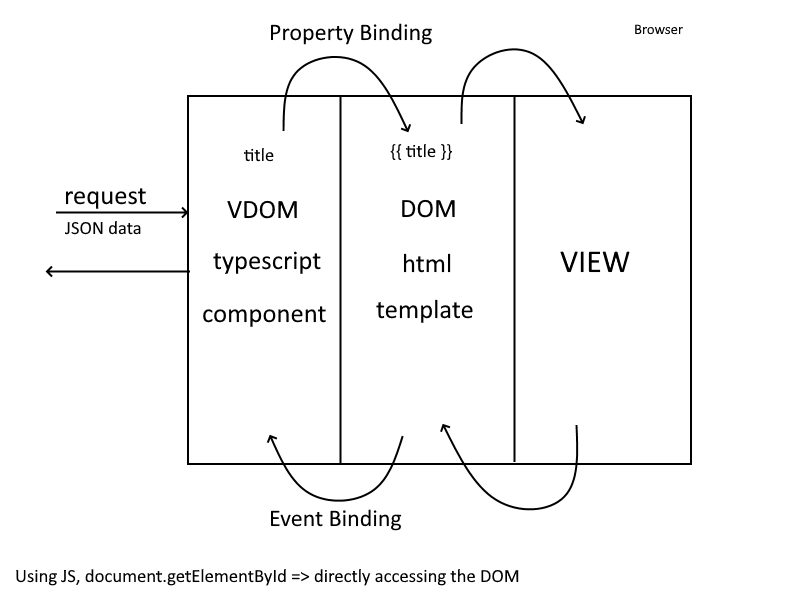 Property Binding
Browser
title
{{ title }}
request
JSON data
VDOM
DOM
typescript
html
VIEW
component
template
Event Binding
Using JS, document.getElementById => directly accessing the DOM